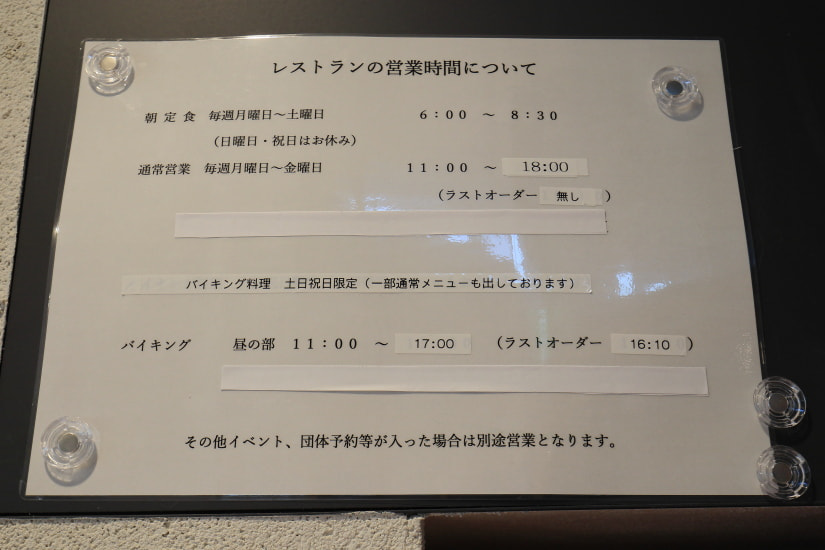 レストランの営業時間について
朝 定 食 毎週月曜日～土曜日 ６：００ ～ ８：３０
（日曜日・祝日はお休み）
通常営業 毎週月曜日～金曜日 １１：００ ～ 18:00
（ラストオーダー 無し ）
バイキング料理 土日祝日限定（一部通常メニューも出しております）
バイキング 昼の部 １１：００ ～ 17:00 （ラストオーダー 16:10 ）
その他イベント、団体予約等が入った場合は別途営業となります。